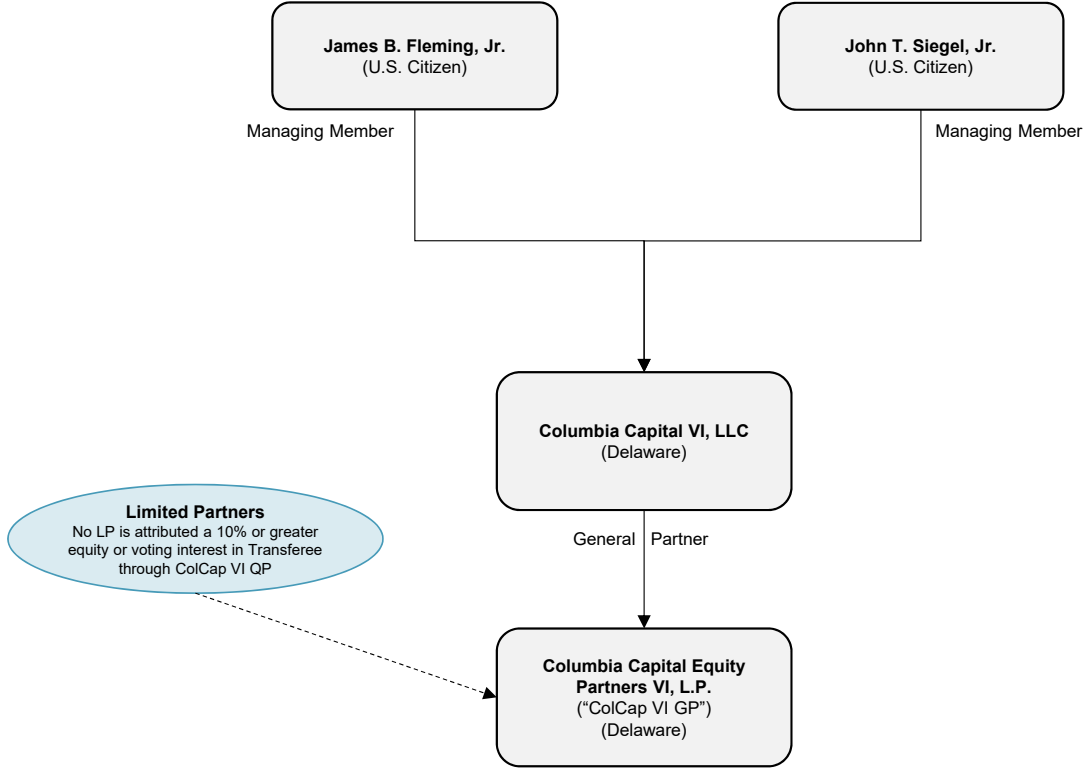 James B. Fleming, Jr.
(U.S. Citizen)
John T. Siegel, Jr.
(U.S. Citizen)
Managing Member
Managing Member
Columbia Capital VI, LLC
(Delaware)
General Partner
Limited Partners
No LP is attributed a 10% or greater
equity or voting interest in Transferee
through ColCap VI QP
Columbia Capital Equity
Partners VI, L.P.
(“ColCap VI GP”)
(Delaware)